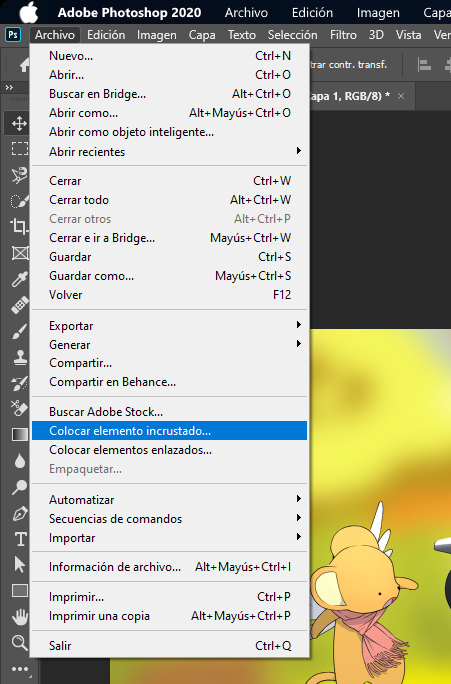 Adobe Photoshop 2020 Archivo Edición Imagen Capa
Ps Archivo Edición Imagen Capa Texto Selección Filtro 3D Vista Ver
Nuevo... Ctrl+N
trar contr. transf.
Abrir... Ctrl+O
Buscar en Bridge... Alt+Ctrl+O
apa 1, RGB/8) * ×
Abrir como... Alt+Mayús+Ctrl+O
Abrir como objeto inteligente...
Abrir recientes
Cerrar Ctrl+W
Cerrar todo Alt+Ctrl+W
Cerrar otros Alt+Ctrl+P
Cerrar e ir a Bridge... Mayús+Ctrl+W
Guardar Ctrl+S
Guardar como... Mayús+Ctrl+S
Volver F12
Exportar
Generar
Compartir...
Compartir en Behance...
Buscar Adobe Stock...
Colocar elemento incrustado...
Colocar elementos enlazados...
Empaquetar...
Automatizar
Secuencias de comandos
Importar
Información de archivo... Alt+Mayús+Ctrl+I
Imprimir... Ctrl+P
Imprimir una copia Alt+Mayús+Ctrl+P
Salir Ctrl+Q